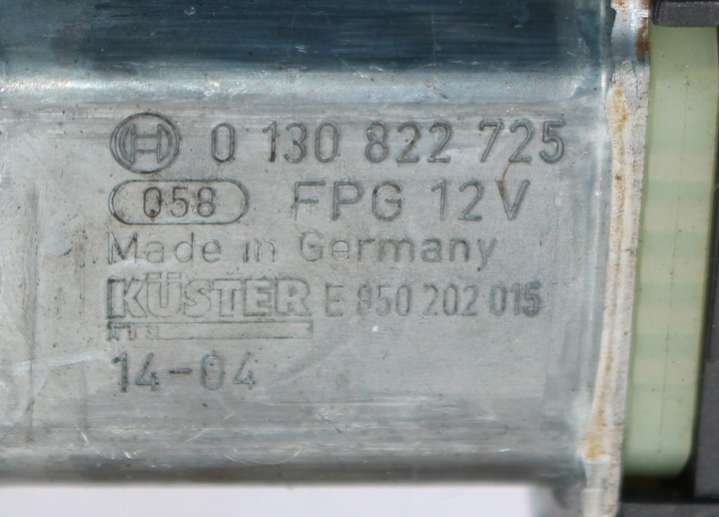 0 130 822 725
058 FPG 12V
Made in Germany
KÜSTER E 850 202 015
14-04